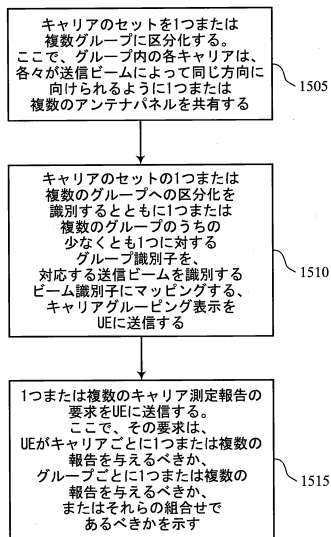 キャリアのセットを1つまたは
複数グループに区分化する。
ここで、グループ内の各キャリアは、
各々が送信ビームによって同じ方向に
向けられるように1つまたは
複数のアンテナパネルを共有する
1505
キャリアのセットの1つまたは
複数のグループへの区分化を
識別するとともに1つまたは
複数のグループのうちの
少なくとも1つに対する
グループ識別子を、
対応する送信ビームを識別する
ビーム識別子にマッピングする、
キャリアグルーピング表示を
UEに送信する
1510
1つまたは複数のキャリア測定報告の
要求をUEに送信する。
ここで、その要求は、
UEがキャリアごとに1つまたは複数の
報告を与えるべきか、
グループごとに1つまたは複数の
報告を与えるべきか、
またはそれらの組合せで
あるべきかを示す
1515